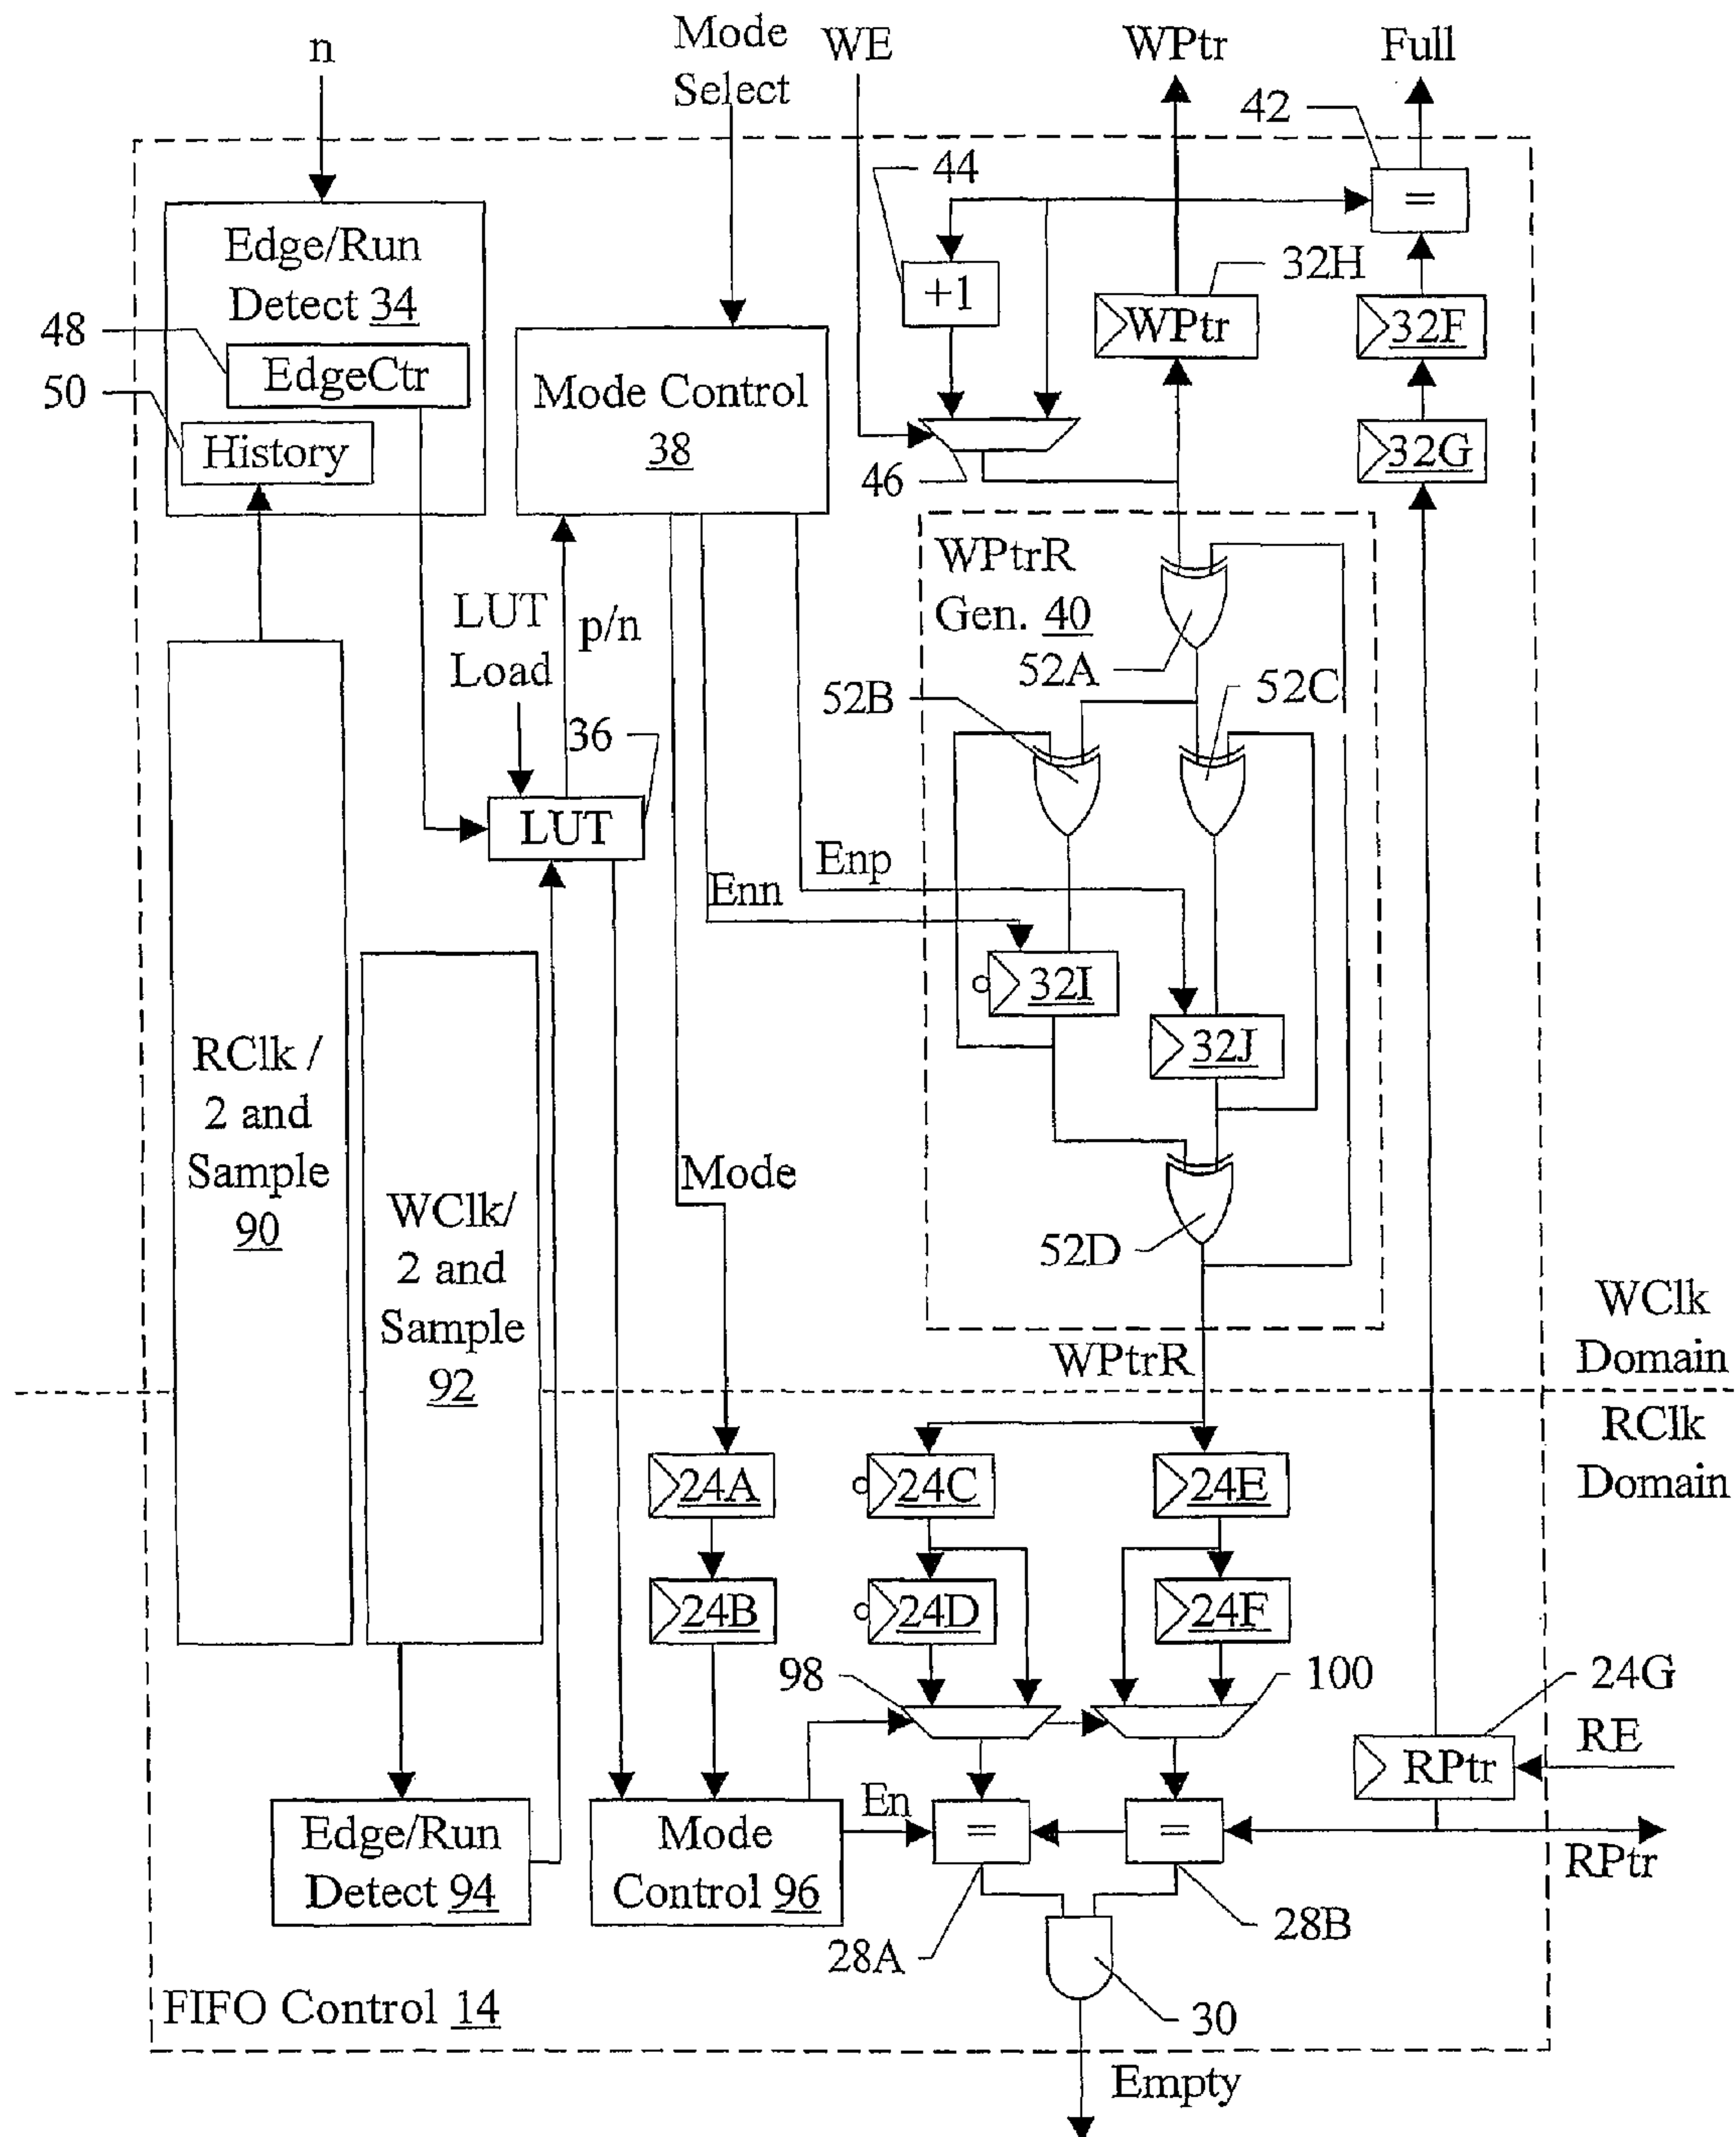 n
Mode
Select
WE
WPtr
Full
42
44
=
Edge/Run
Detect 34
+1
32H
WPtr
32F
48
EdgeCtr
50
History
Mode Control
38
46
32G
WPtrR
Gen. 40
LUT
Load
p/n
52A
52B
52C
36
LUT
Enp
Enn
32I
32J
RClk /
2 and
Sample
90
WClk/
2 and
Sample
92
Mode
52D
WPtrR
WClk
Domain
RClk
Domain
24A
24C
24E
24B
24D
24F
98
100
24G
RE
RPtr
Edge/Run
Detect 94
Mode
Control 96
En
=
=
RPtr
28A
28B
30
FIFO Control 14
Empty